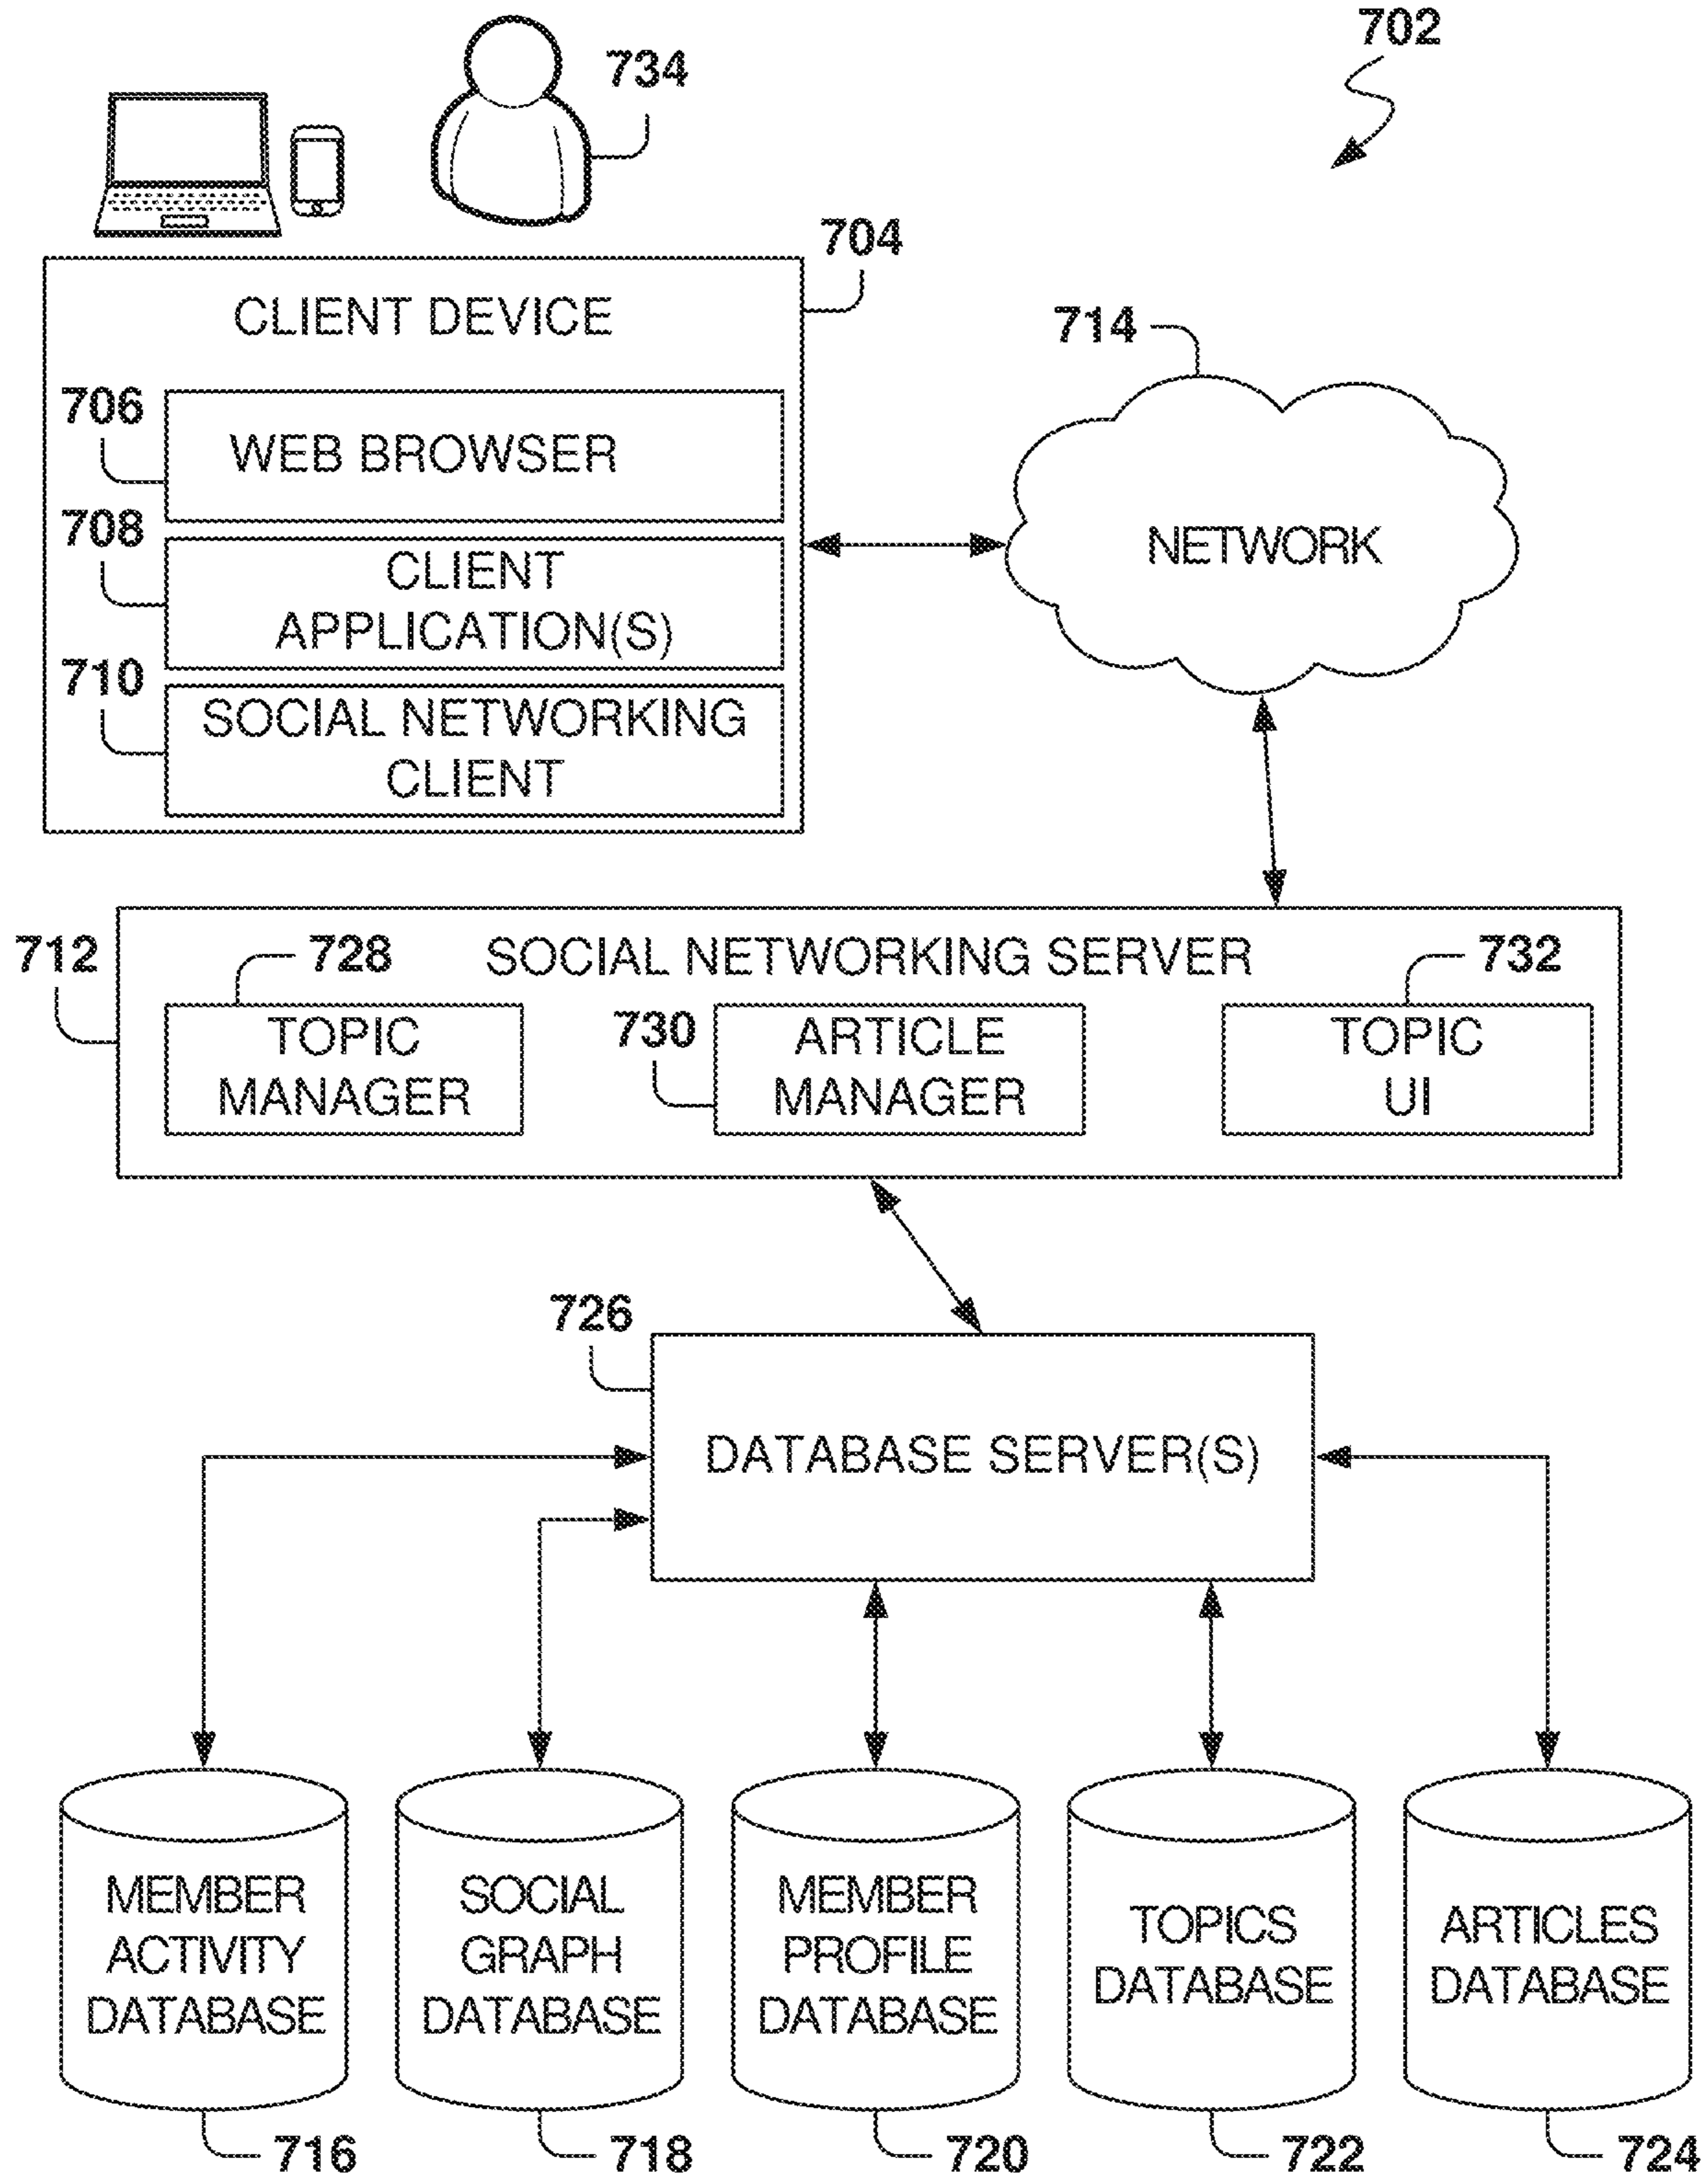 702
734
704
CLIENT DEVICE
714
706
WEB BROWSER
708
CLIENT
APPLICATION(S)
NETWORK
710
SOCIAL NETWORKING
CLIENT
712
728
SOCIAL NETWORKING SERVER
732
TOPIC
MANAGER
730
ARTICLE
MANAGER
TOPIC
UI
726
DATABASE SERVER(S)
MEMBER
ACTIVITY
DATABASE
SOCIAL
GRAPH
DATABASE
MEMBER
PROFILE
DATABASE
TOPICS
DATABASE
ARTICLES
DATABASE
716
718
720
722
724